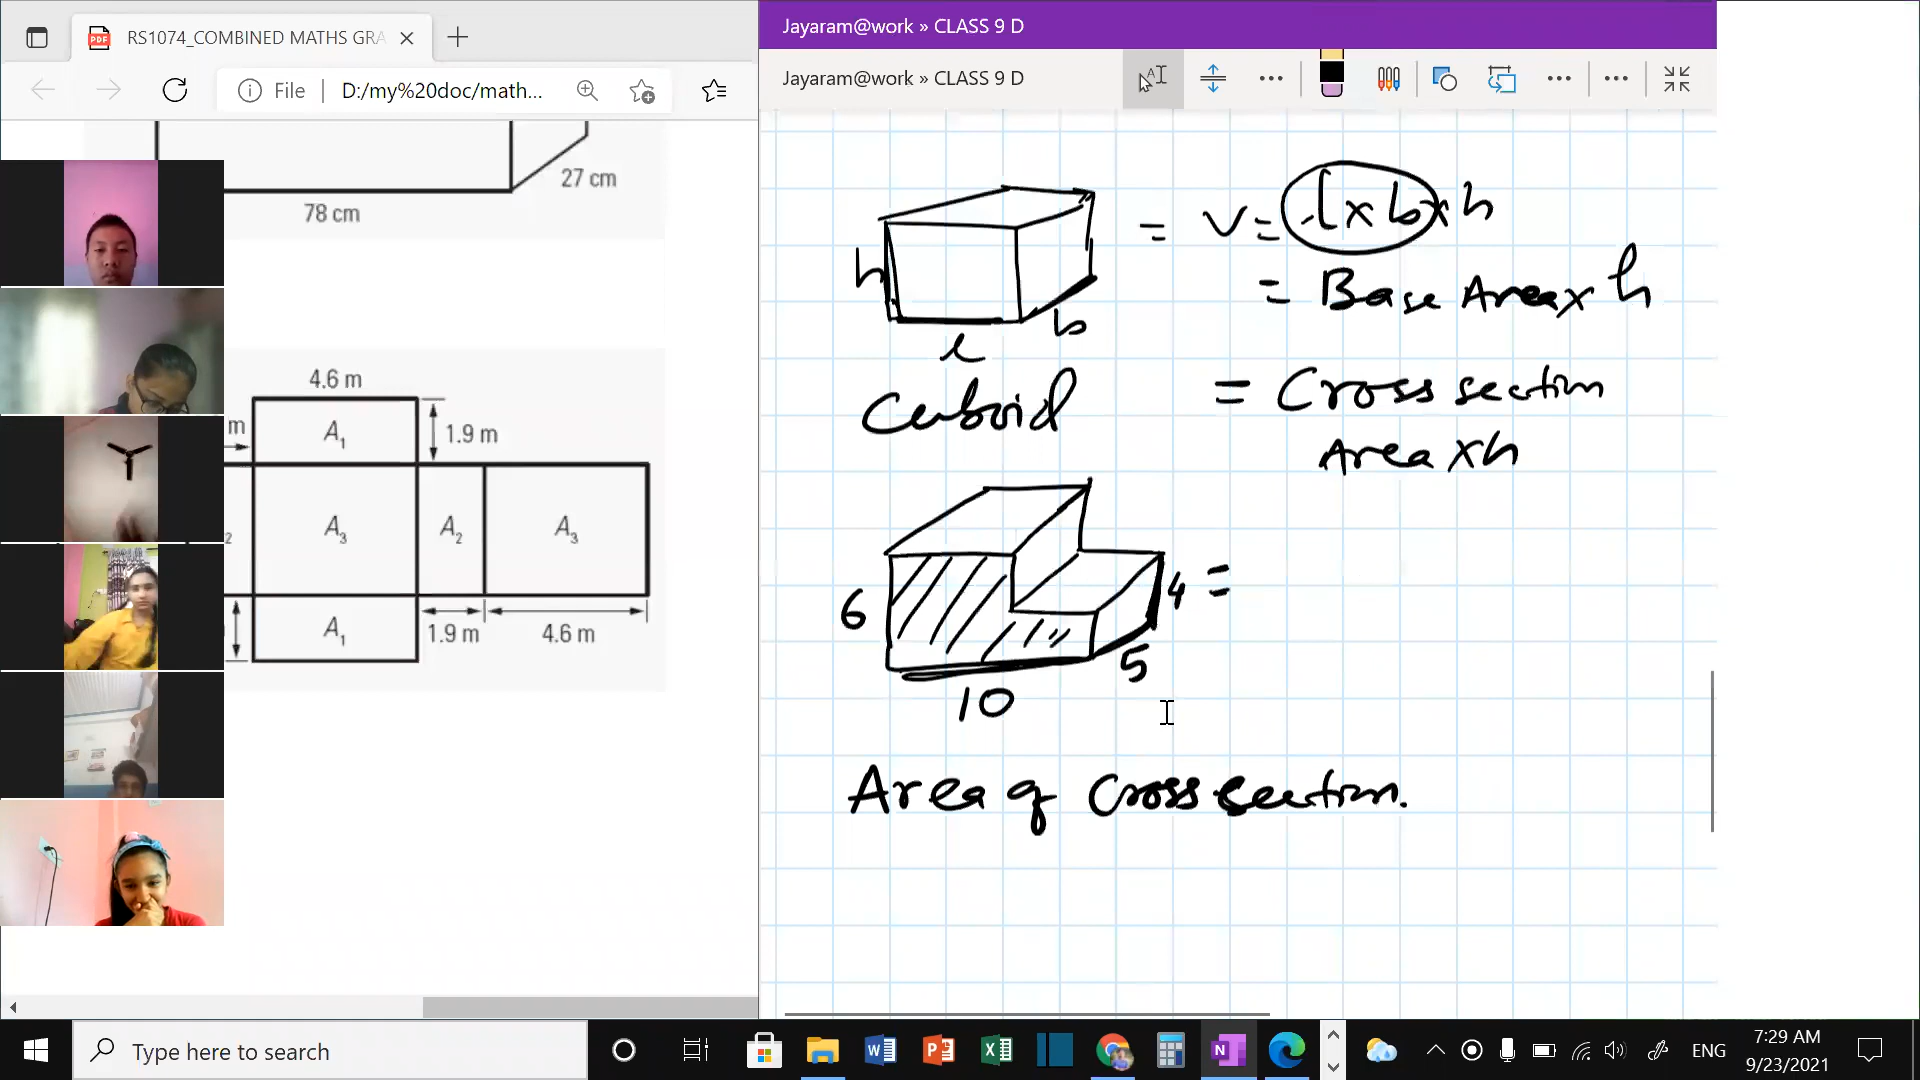 RS1074_COMBINED MATHS GRA
File
D:/my%20doc/math...
27 cm
78 cm
4.6 m
m
A1
1.9 m
2
A3
A2
A3
A1
1.9 m
4.6 m
Jayaram@work » CLASS 9 D
Jayaram@work » CLASS 9 D
h
l
b
Cuboid
= V = l x b x h
= Base Area x h
= Cross section
Area x h
6
10
5
4
=
Area of Cross section.
Type here to search
ENG
7:29 AM
9/23/2021